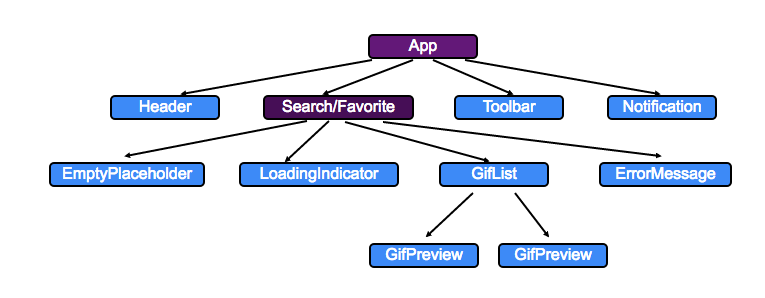 App
Header
Search/Favorite
Toolbar
Notification
EmptyPlaceholder
LoadingIndicator
GifList
ErrorMessage
GifPreview
GifPreview